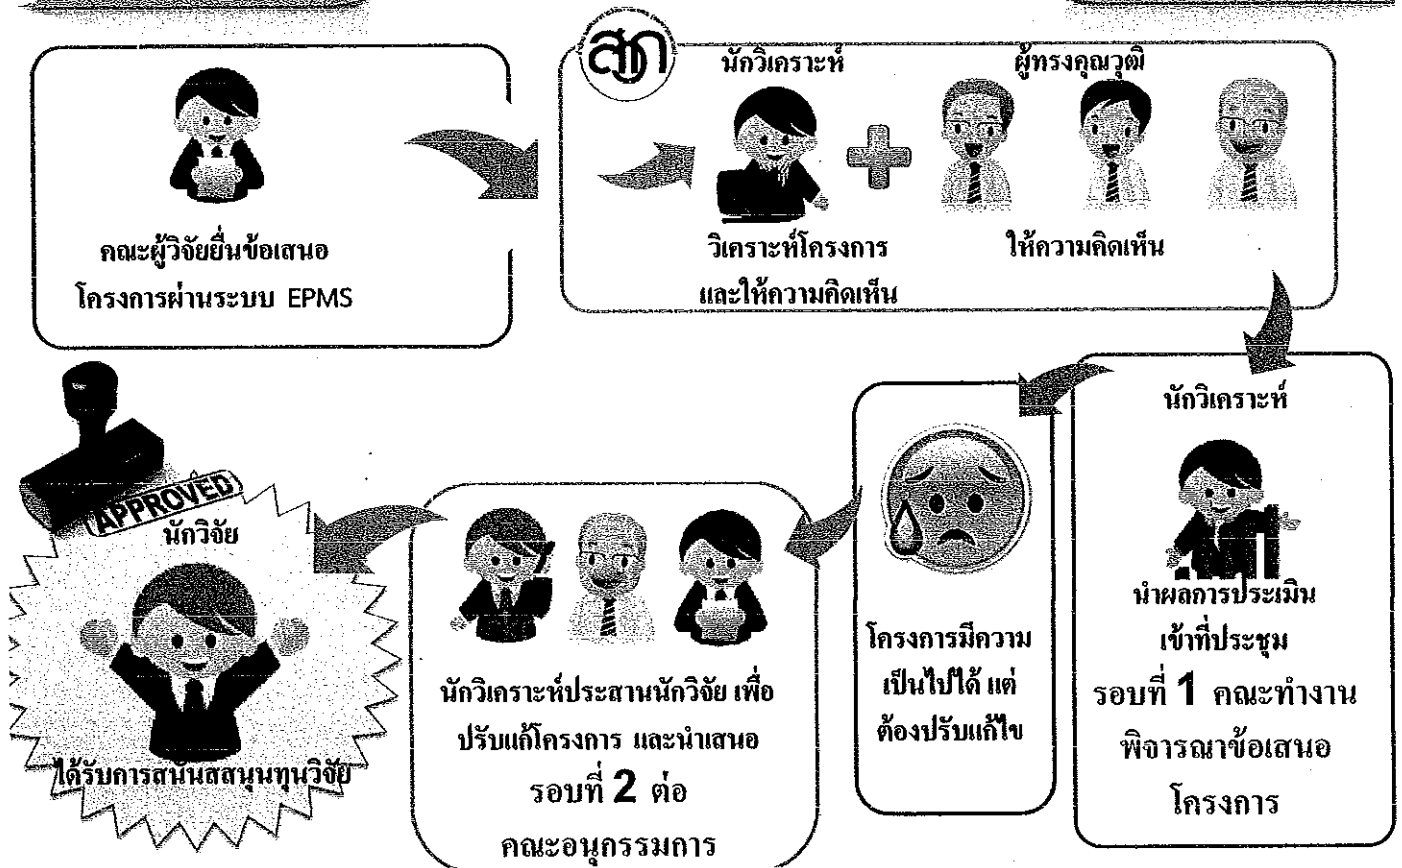 สวก
นักวิเคราะห์
ผู้ทรงคุณวุฒิ
คณะผู้วิจัยยื่นข้อเสนอ
โครงการผ่านระบบ EPMS
วิเคราะห์โครงการ
และให้ความคิดเห็น
ให้ความคิดเห็น
นักวิเคราะห์
นำผลการประเมิน
เข้าที่ประชุม
รอบที่ 1 คณะทำงาน
พิจารณาข้อเสนอ
โครงการ
โครงการมีความ
เป็นไปได้ แต่
ต้องปรับแก้ไข
นักวิเคราะห์ประสานนักวิจัย เพื่อ
ปรับแก้โครงการ และนำเสนอ
รอบที่ 2 ต่อ
คณะอนุกรรมการ
APPROVED
นักวิจัย
ได้รับการสนับสนุนทุนวิจัย